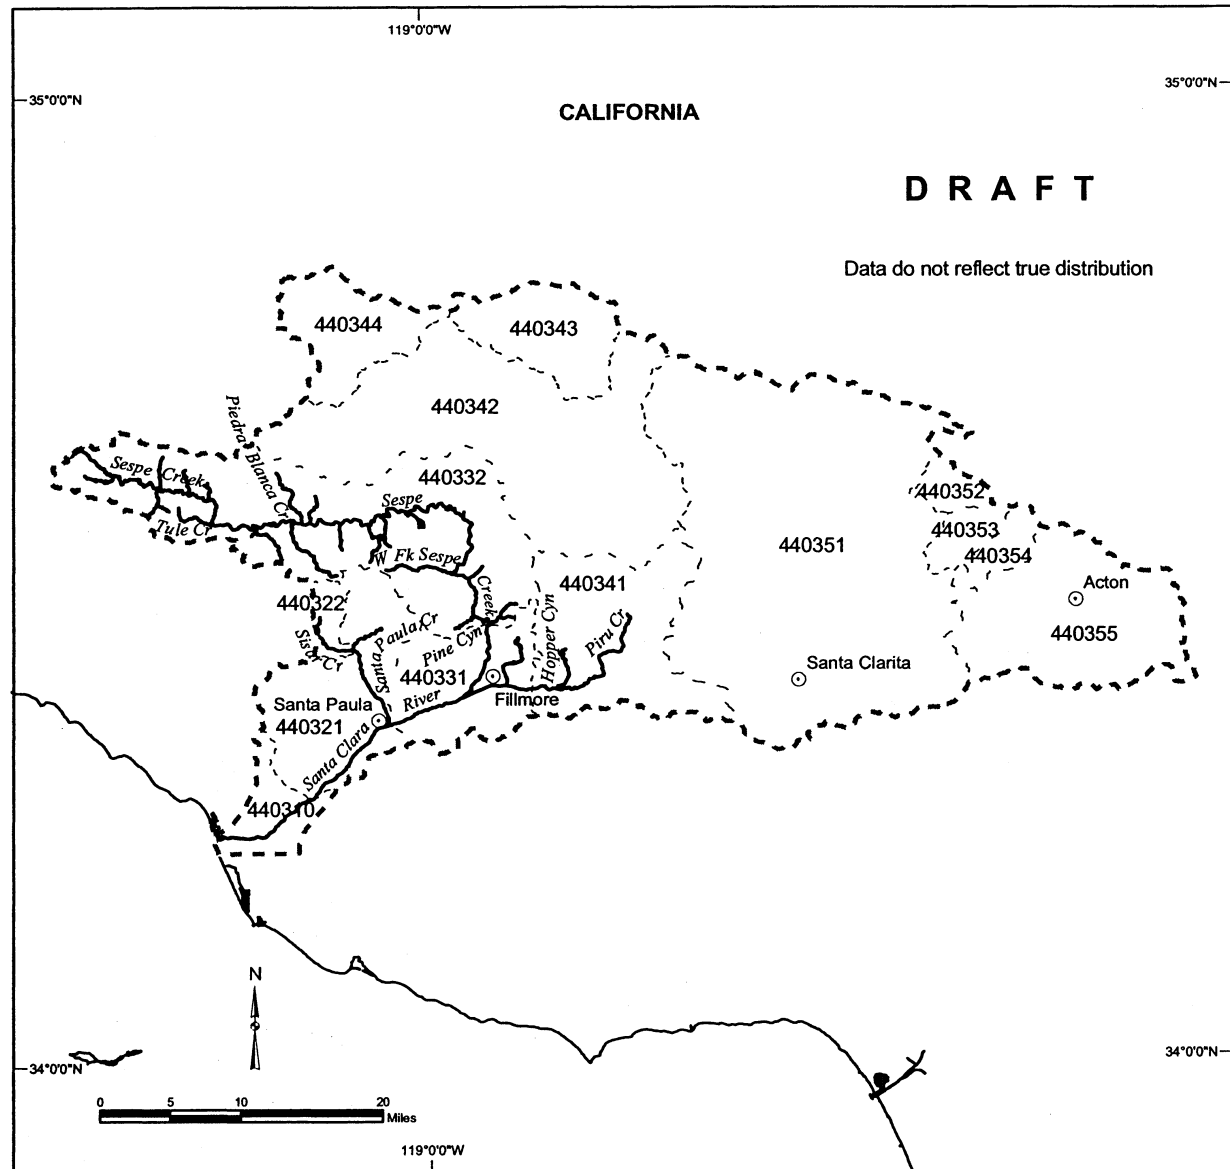 119°0'0"W
35°0'0"N
35°0'0"N
CALIFORNIA
DRAFT
Data do not reflect true distribution
440344
440343
440342
Piedra Blanca Cr
440332
Sespe Creek
Sespe
440352
Tule Cr
440353
440351
440354
W Fk Sespe
Creek
440341
Acton
440322
Hopper Cyn
Piru Cr
Santa Paula Cr
440355
Sisar Cr
Pine Cyn
Santa Clarita
440331
River
Fillmore
Santa Paula
440321
Santa Clara
440310
N
34°0'0"N
34°0'0"N
0 5 10 20
Miles
119°0'0"W